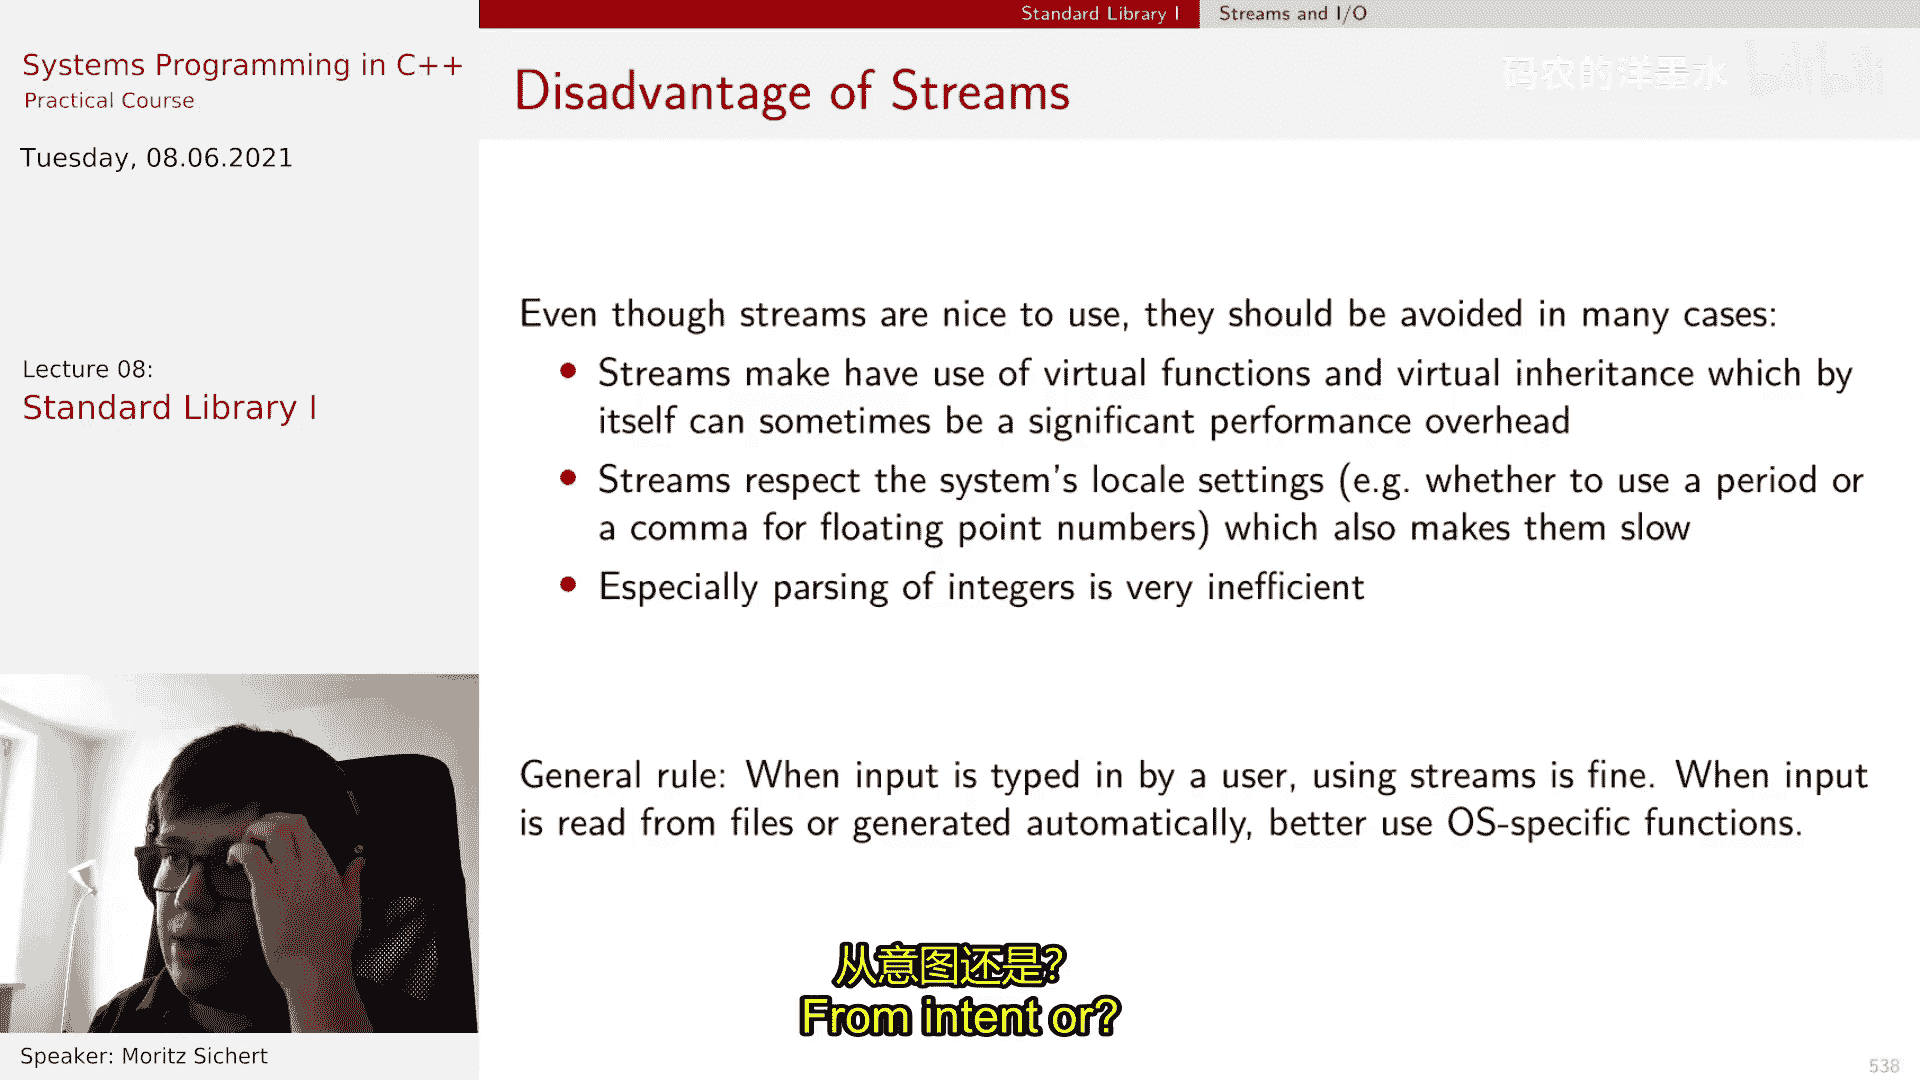 Standard Library I
Streams and I/O
Systems Programming in C++
Practical Course
Tuesday, 08.06.2021
Lecture 08:
Standard Library I
Speaker: Moritz Sichert
Disadvantage of Streams
码农的洋墨水
Even though streams are nice to use, they should be avoided in many cases:
Streams make have use of virtual functions and virtual inheritance which by
itself can sometimes be a significant performance overhead
Streams respect the system's locale settings (e.g. whether to use a period or
a comma for floating point numbers) which also makes them slow
Especially parsing of integers is very inefficient
General rule: When input is typed in by a user, using streams is fine. When input
is read from files or generated automatically, better use OS-specific functions.
从意图还是?
From intent or?
538